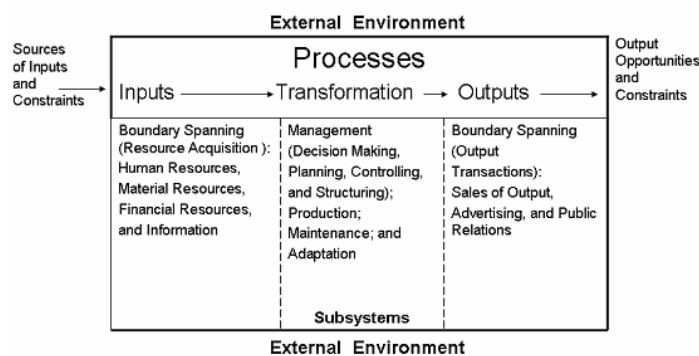 External Environment
Sources
of Inputs
and
Constraints
Processes
Inputs
Transformation
Outputs
Output
Opportunities
and
Constraints
Boundary Spanning
(Resource Acquisition ):
Human Resources,
Material Resources,
Financial Resources,
and Information
Management
(Decision Making,
Planning, Controlling,
and Structuring);
Production;
Maintenance; and
Adaptation
Boundary Spanning
(Output
Transactions):
Sales of Output,
Advertising, and Public
Relations
Subsystems
External Environment